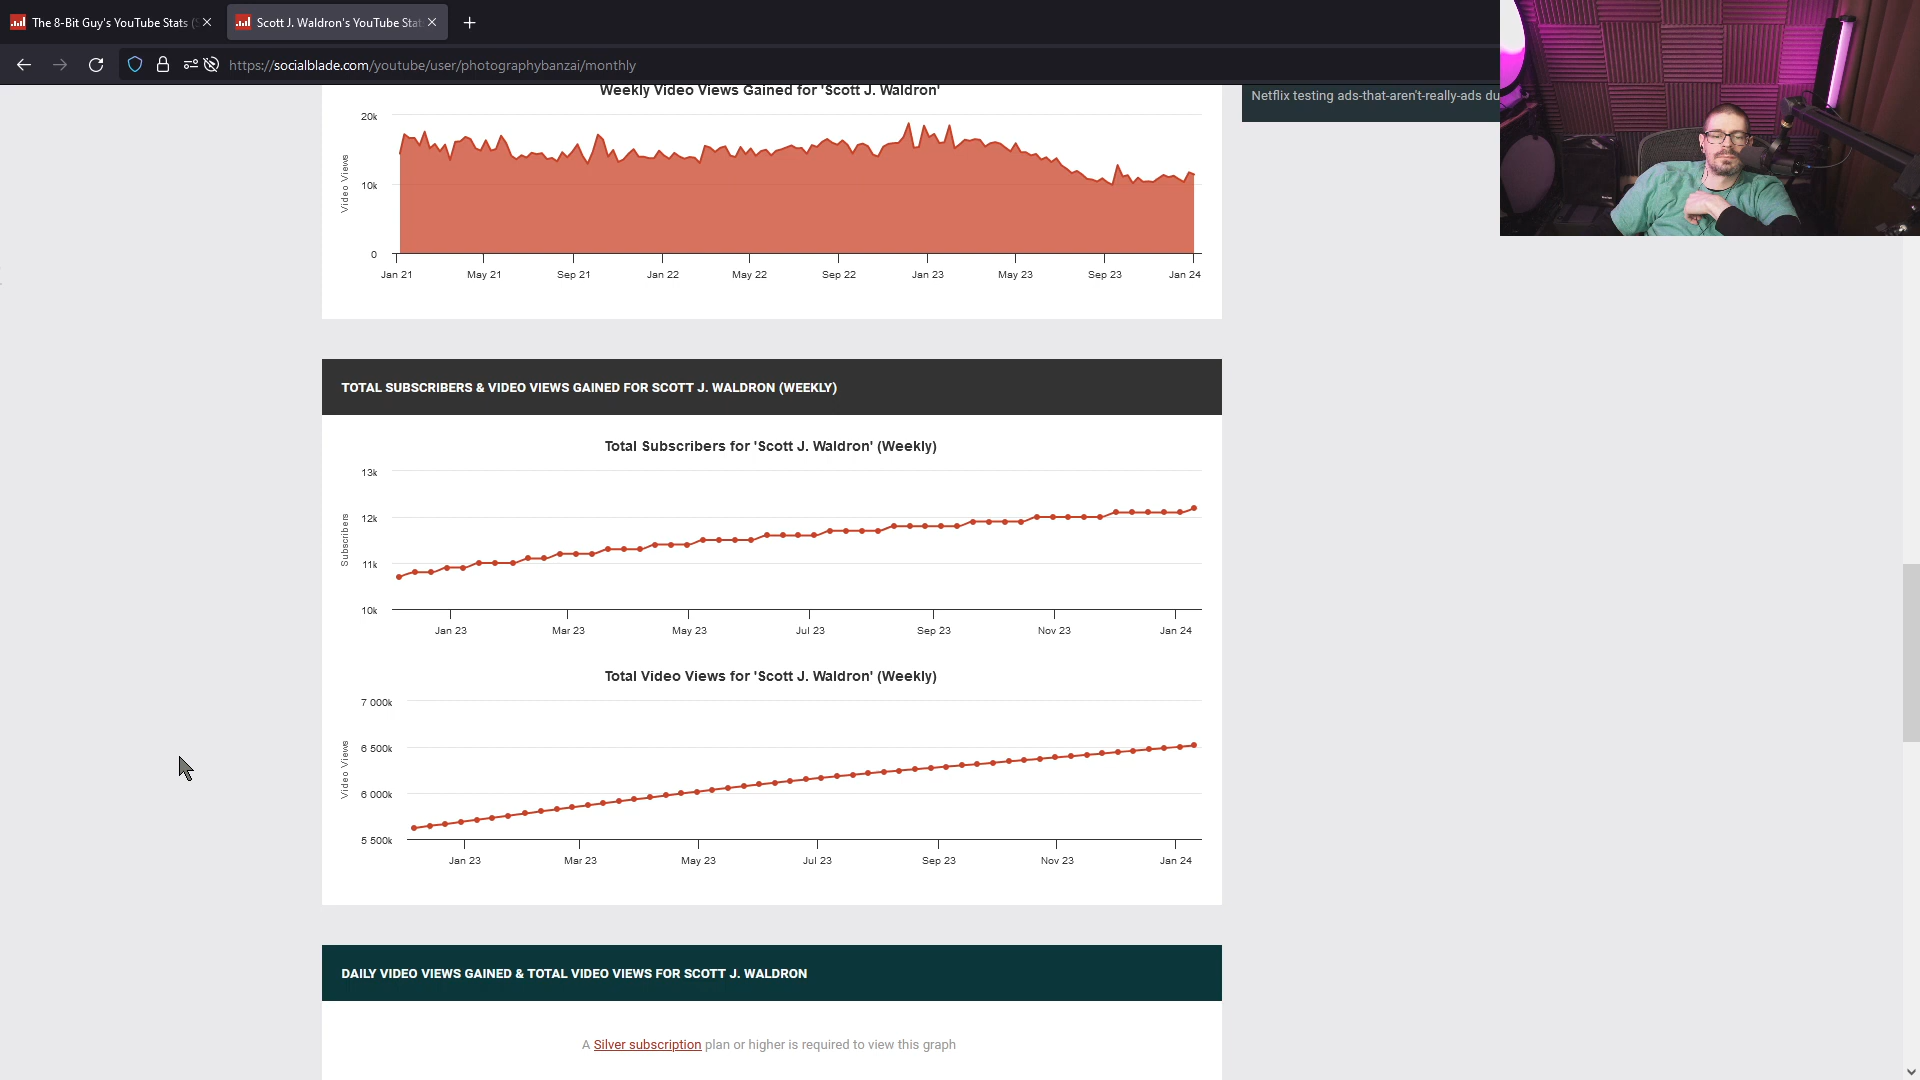 The 8-Bit Guy's YouTube Stats (
Scott J. Waldron's YouTube Stat
https://socialblade.com/youtube/user/photographybanzai/monthly
Netflix testing ads-that-aren't-really-ads du
Weekly Video Views Gained for 'Scott J. Waldron'
Video Views
20k
10k
0
Jan 21 May 21 Sep 21 Jan 22 May 22 Sep 22 Jan 23 May 23 Sep 23 Jan 24
TOTAL SUBSCRIBERS & VIDEO VIEWS GAINED FOR SCOTT J. WALDRON (WEEKLY)
Total Subscribers for 'Scott J. Waldron' (Weekly)
Subscribers
13k
12k
11k
10k
Jan 23 Mar 23 May 23 Jul 23 Sep 23 Nov 23 Jan 24
Total Video Views for 'Scott J. Waldron' (Weekly)
Video Views
7 000k
6 500k
6 000k
5 500k
Jan 23 Mar 23 May 23 Jul 23 Sep 23 Nov 23 Jan 24
DAILY VIDEO VIEWS GAINED & TOTAL VIDEO VIEWS FOR SCOTT J. WALDRON
A Silver subscription plan or higher is required to view this graph